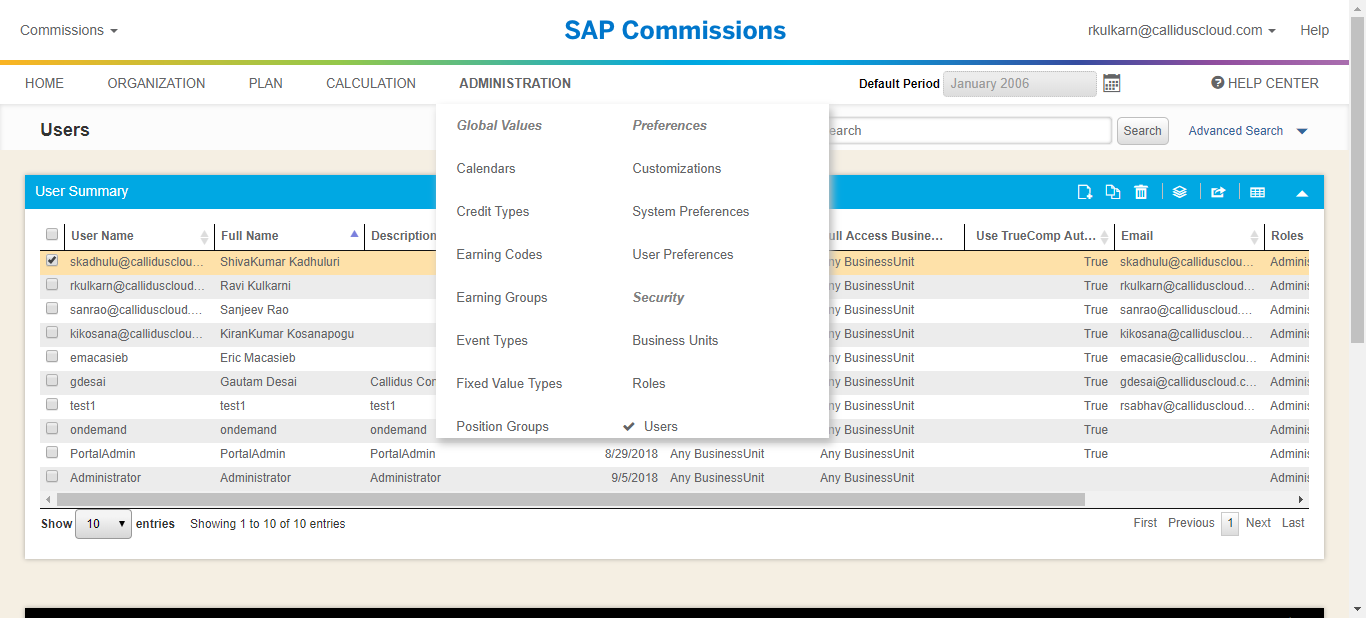 Commissions
SAP Commissions
rkulkarn@calliduscloud.com
Help
HOME ORGANIZATION PLAN CALCULATION ADMINISTRATION
Default Period January 2006
HELP CENTER
Users
Search
Advanced Search
Global Values Preferences
Calendars Customizations
Credit Types System Preferences
Earning Codes User Preferences
Earning Groups Security
Event Types Business Units
Fixed Value Types Roles
Position Groups Users
User Summary
User Name Full Name Description ull Access Busine... Use TrueComp Aut... Email Roles
skadhulu@calliduscloud... ShivaKumar Kadhuluri ny BusinessUnit True skadhulu@callidusclou... Adminis
rkulkarn@calliduscloud... Ravi Kulkarni ny BusinessUnit True rkulkarn@calliduscloud... Adminis
sanrao@calliduscloud.... Sanjeev Rao ny BusinessUnit True sanrao@calliduscloud.... Adminis
kikosana@calliduscloud... KiranKumar Kosanapogu ny BusinessUnit True kikosana@callidusclou... Adminis
emacasieb Eric Macasieb ny BusinessUnit True emacasie@callidusclou... Adminis
gdesai Gautam Desai Callidus Con ny BusinessUnit True gdesai@calliduscloud.c... Adminis
test1 test1 test1 ny BusinessUnit True rsabhav@calliduscloud... Adminis
ondemand ondemand ondemand ny BusinessUnit True Adminis
PortalAdmin PortalAdmin PortalAdmin 8/29/2018 Any BusinessUnit Any BusinessUnit True Adminis
Administrator Administrator Administrator 9/5/2018 Any BusinessUnit Any BusinessUnit Adminis
Show 10 entries Showing 1 to 10 of 10 entries
First Previous 1 Next Last